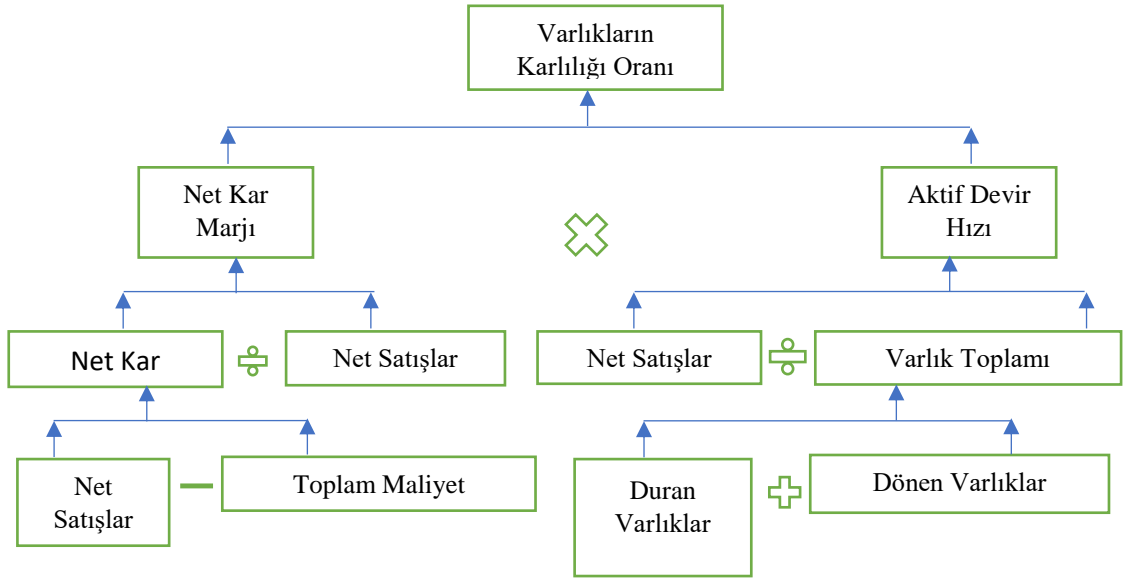 Varlıkların
Karlılığı Oranı
Net Kar
Marjı
Aktif Devir
Hızı
Net Kar
Net Satışlar
Net Satışlar
Varlık Toplamı
Net
Satışlar
Toplam Maliyet
Duran
Varlıklar
Dönen Varlıklar